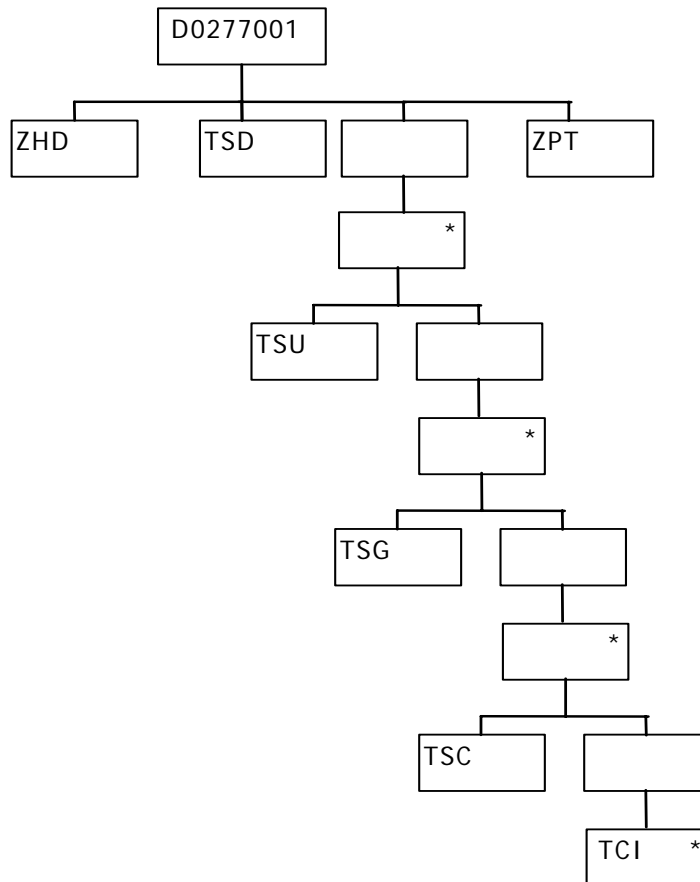 D0277001
ZHD
TSD
ZPT
*
TSU
*
TSG
*
TSC
TCI *